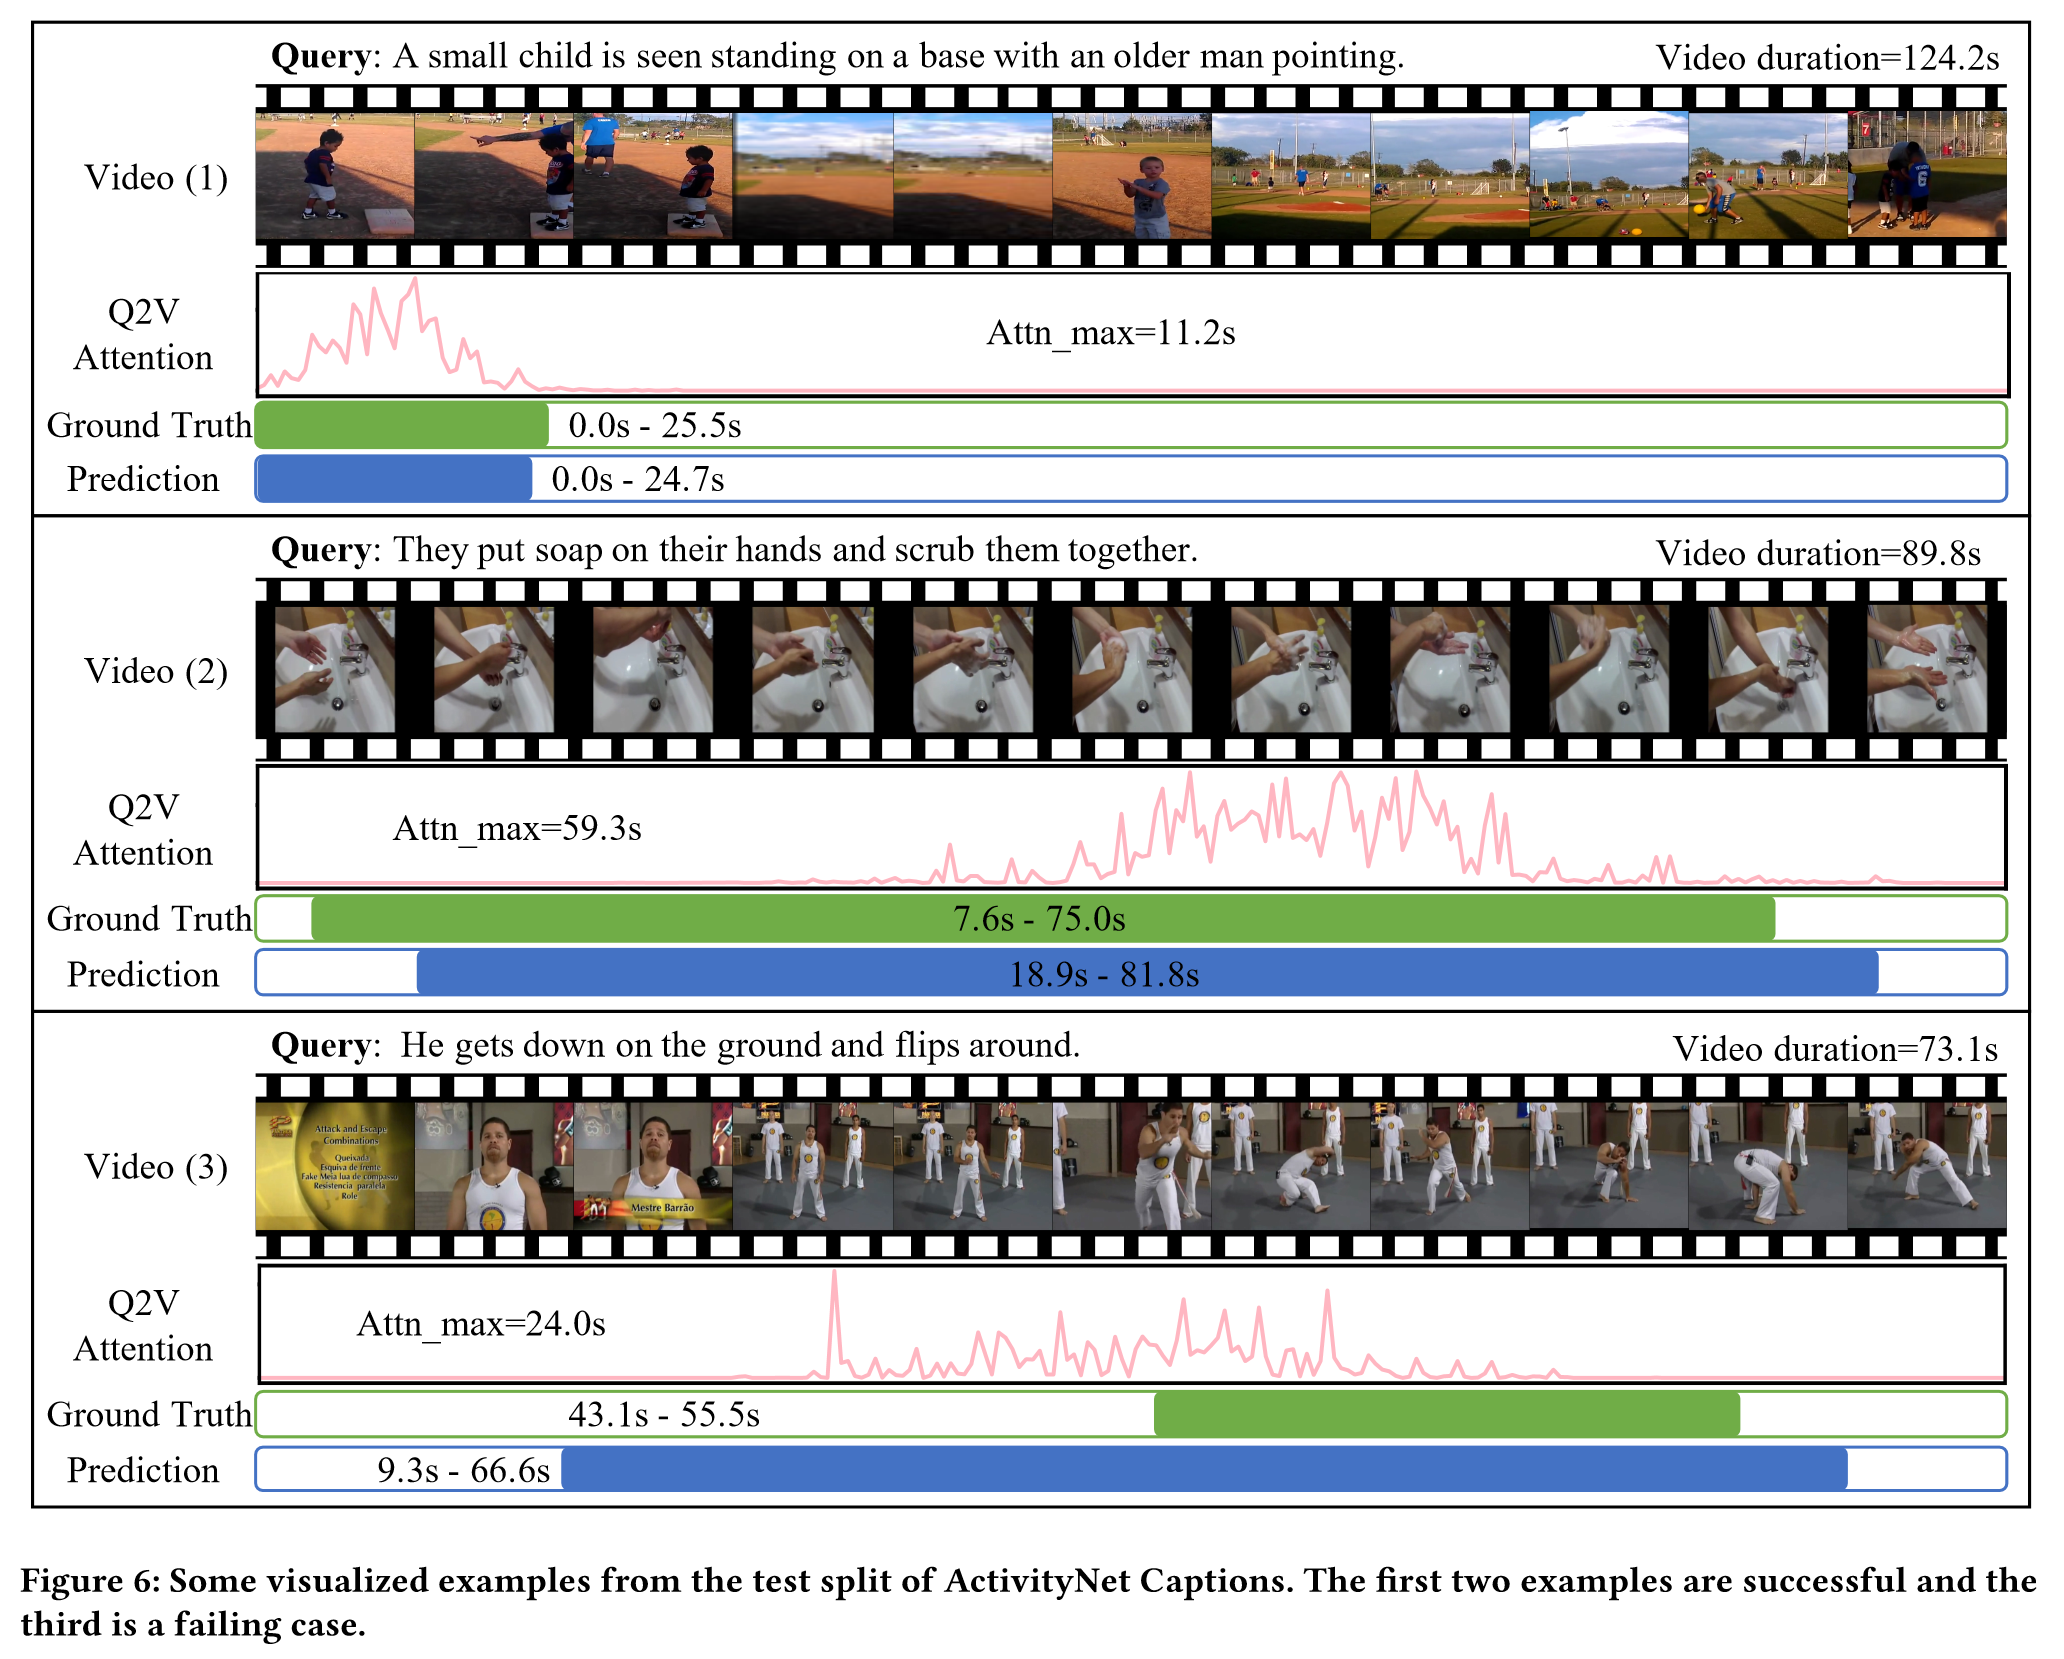 Query: A small child is seen standing on a base with an older man pointing.
Video duration=124.2s
Video (1)
7
6
Q2V
Attention
Attn_max=11.2s
Ground Truth
0.0s - 25.5s
Prediction
0.0s - 24.7s
Query: They put soap on their hands and scrub them together.
Video duration=89.8s
Video (2)
Q2V
Attention
Attn_max=59.3s
Ground Truth
7.6s - 75.0s
Prediction
18.9s - 81.8s
Query: He gets down on the ground and flips around.
Video duration=73.1s
Video (3)
Attack and Escape
Combinations
Queixada
Esquiva de frente
Fake Meia lua de compasso
Resistencia paralela
Role
Mestre Barrão
Q2V
Attention
Attn_max=24.0s
Ground Truth
43.1s - 55.5s
Prediction
9.3s - 66.6s
Figure 6: Some visualized examples from the test split of ActivityNet Captions. The first two examples are successful and the
third is a failing case.